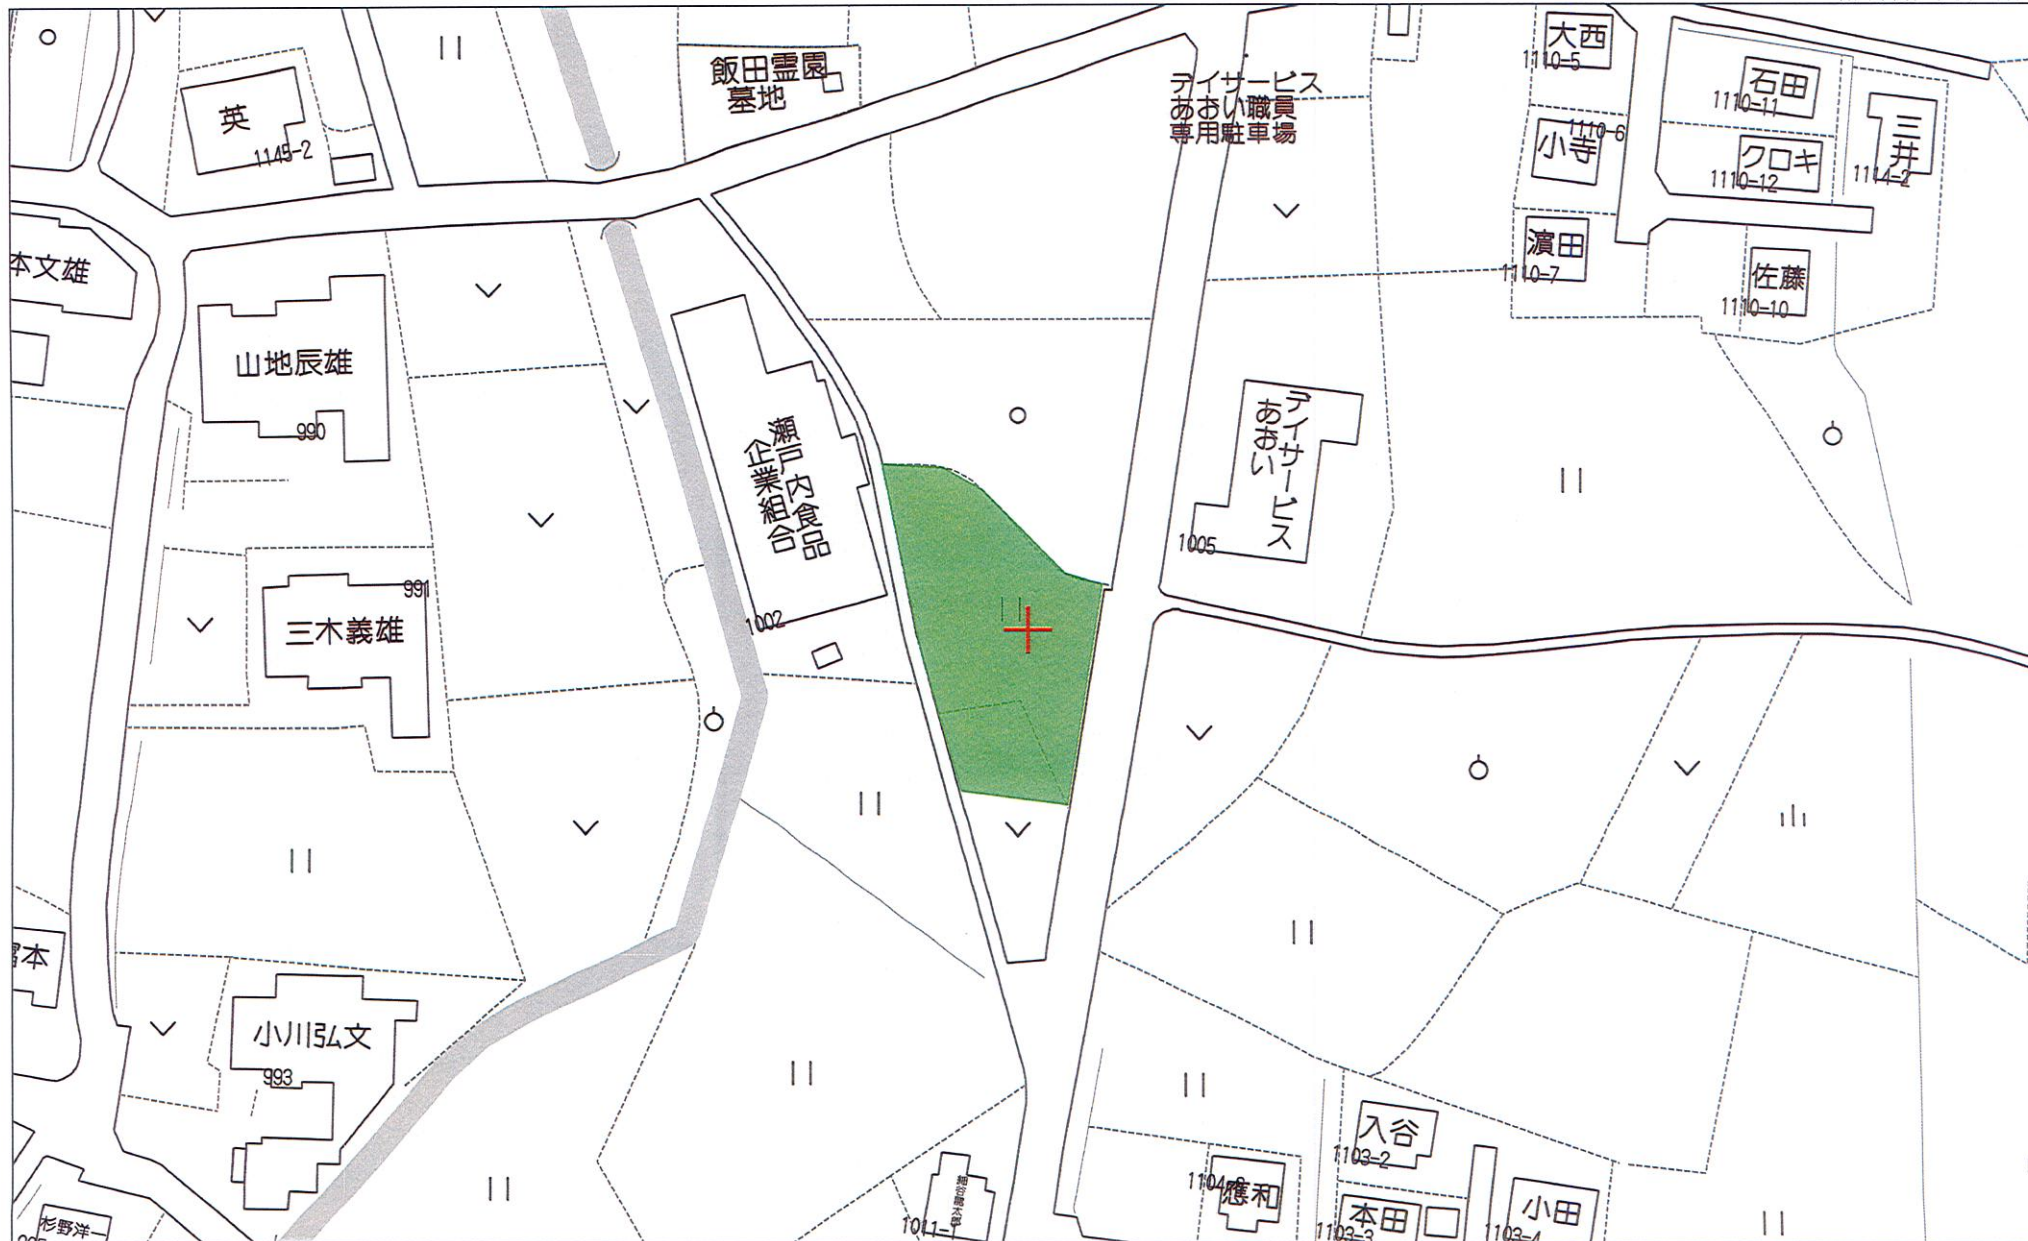 飯田霊園
墓地
英
1145-2
デイサービス
あおい職員
専用駐車場
大西
1110-5
石田
1110-11
三井
1114-2
小寺
1110-6
クロキ
1110-12
濵田
1110-7
佐藤
1110-10
本文雄
山地辰雄
990
瀬戸内食品
企業組合
1002
デイサービス
あおい
1005
991
三木義雄
本
小川弘文
993
入谷
1103-2
應和
本田
1103-3
小田
1103-4
1011-1
杉野洋一